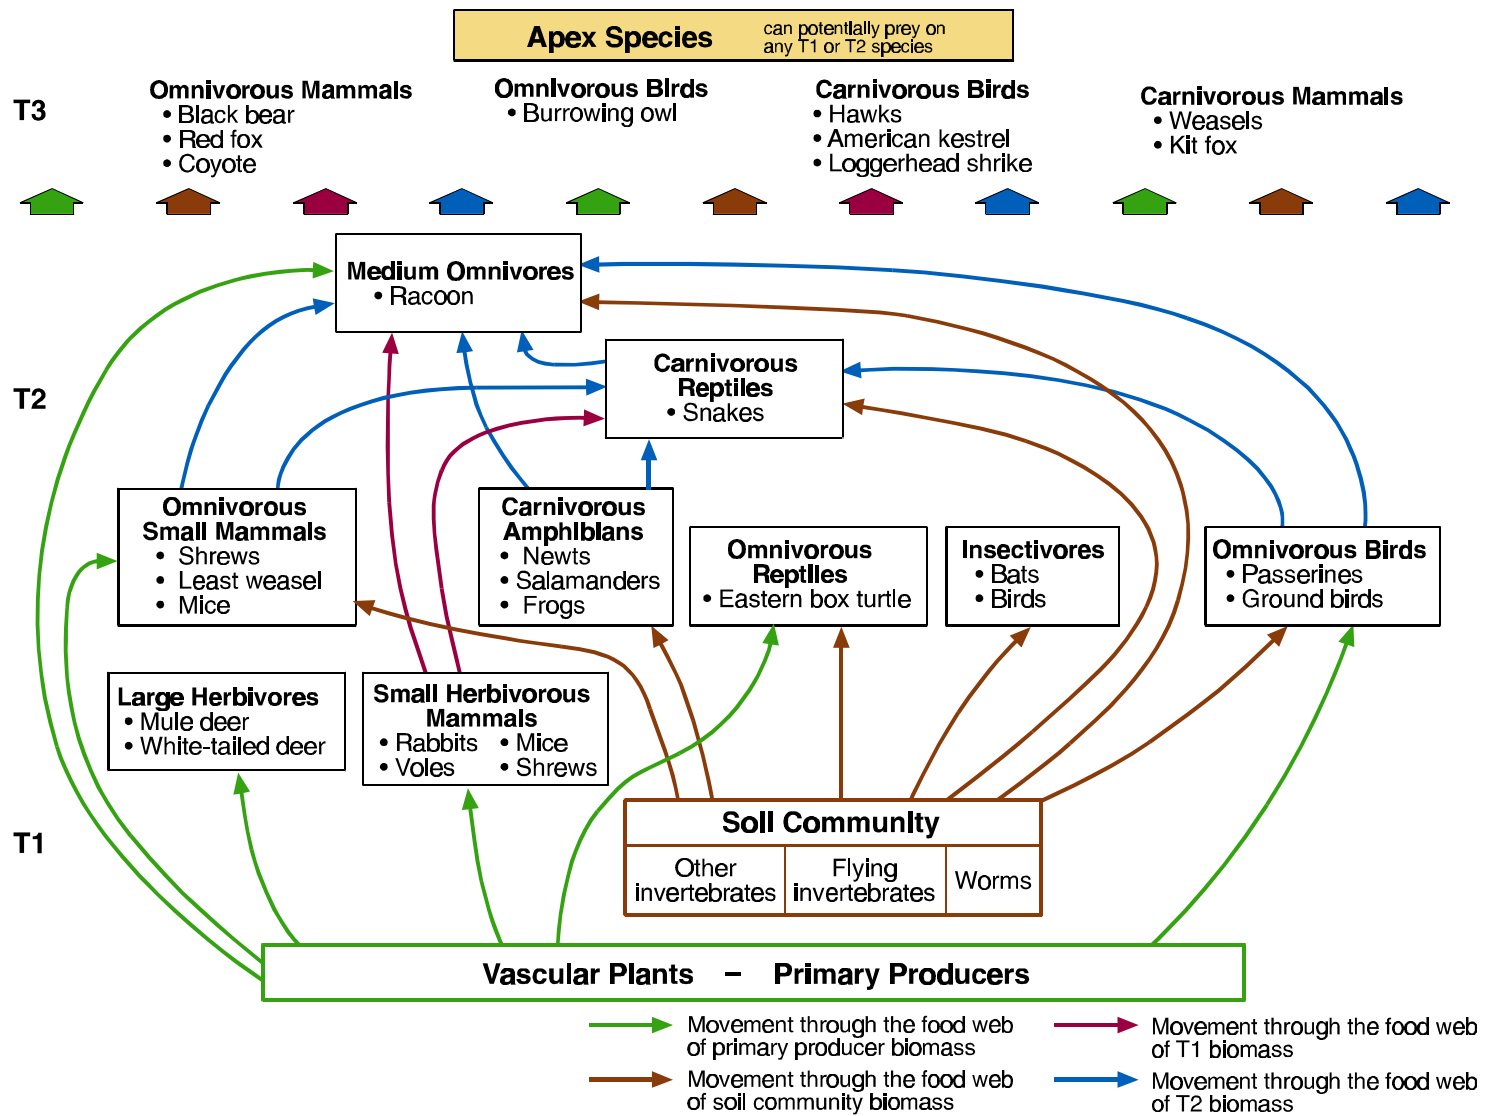 Apex Species can potentially prey on
any T1 or T2 species
T3
Omnivorous Mammals
• Black bear
• Red fox
• Coyote
Omnivorous Birds
• Burrowing owl
Carnivorous Birds
• Hawks
• American kestrel
• Loggerhead shrike
Carnivorous Mammals
• Weasels
• Kit fox
Medium Omnivores
• Racoon
T2
Carnivorous
Reptiles
• Snakes
Omnivorous
Small Mammals
• Shrews
• Least weasel
• Mice
Carnivorous
Amphibians
• Newts
• Salamanders
• Frogs
Omnivorous
Reptiles
• Eastern box turtle
Insectivores
• Bats
• Birds
Omnivorous Birds
• Passerines
• Ground birds
Large Herbivores
• Mule deer
• White-tailed deer
Small Herbivorous
Mammals
• Rabbits • Mice
• Voles • Shrews
T1
Soil Community
Other
invertebrates
Flying
invertebrates
Worms
Vascular Plants – Primary Producers
Movement through the food web
of primary producer biomass
Movement through the food web
of soil community biomass
Movement through the food web
of T1 biomass
Movement through the food web
of T2 biomass